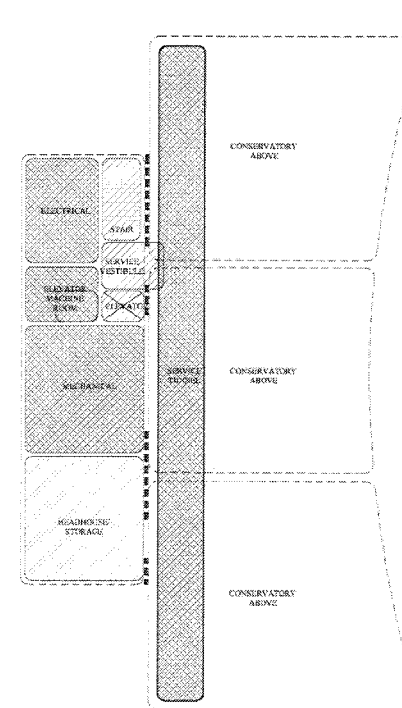 CONSERVATORY
ABOVE
ELECTRICAL
STAIR
SERVICE
VESTIBULE
ELEVATOR
MACHINE
ROOM
ELEVATOR
MECHANICAL
SERVICE
TUNNEL
CONSERVATORY
ABOVE
HEADHOUSE/
STORAGE
CONSERVATORY
ABOVE